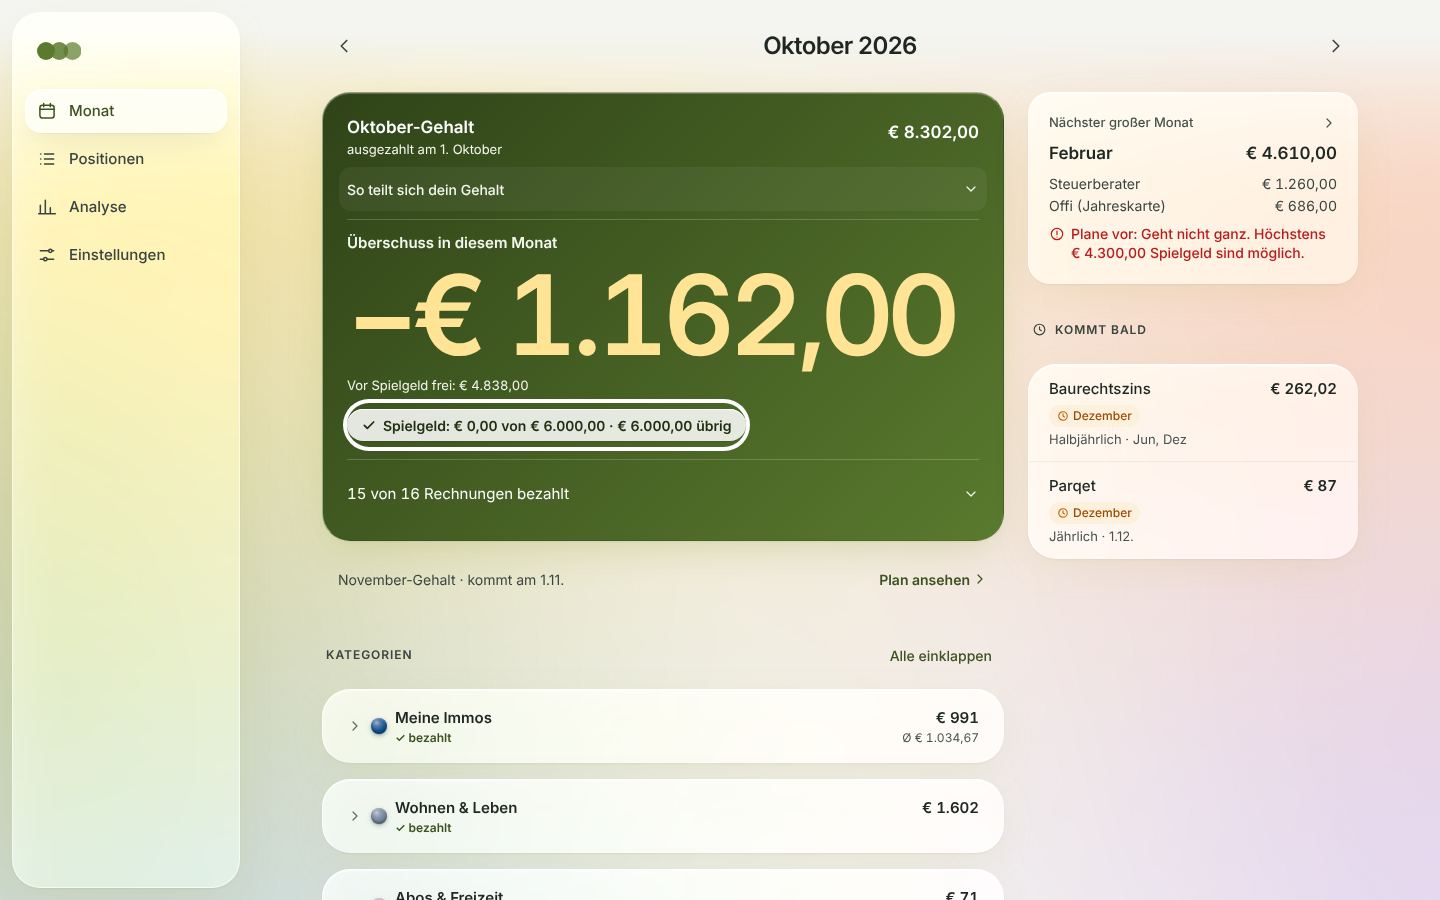 Oktober 2026
Monat
Positionen
Analyse
Einstellungen
Oktober-Gehalt
€ 8.302,00
ausgezahlt am 1. Oktober
So teilt sich dein Gehalt
Überschuss in diesem Monat
–€ 1.162,00
Vor Spielgeld frei: € 4.838,00
✓ Spielgeld: € 0,00 von € 6.000,00 · € 6.000,00 übrig
15 von 16 Rechnungen bezahlt
November-Gehalt · kommt am 1.11.
Plan ansehen
KATEGORIEN
Alle einklappen
Meine Immos
€ 991
✓ bezahlt
Ø € 1.034,67
Wohnen & Leben
€ 1.602
✓ bezahlt
Abos & Freizeit
€ 71
Nächster großer Monat
Februar
€ 4.610,00
Steuerberater
€ 1.260,00
Offi (Jahreskarte)
€ 686,00
Plane vor: Geht nicht ganz. Höchstens
€ 4.300,00 Spielgeld sind möglich.
KOMMT BALD
Baurechtszins
€ 262,02
Dezember
Halbjährlich · Jun, Dez
Parqet
€ 87
Dezember
Jährlich · 1.12.